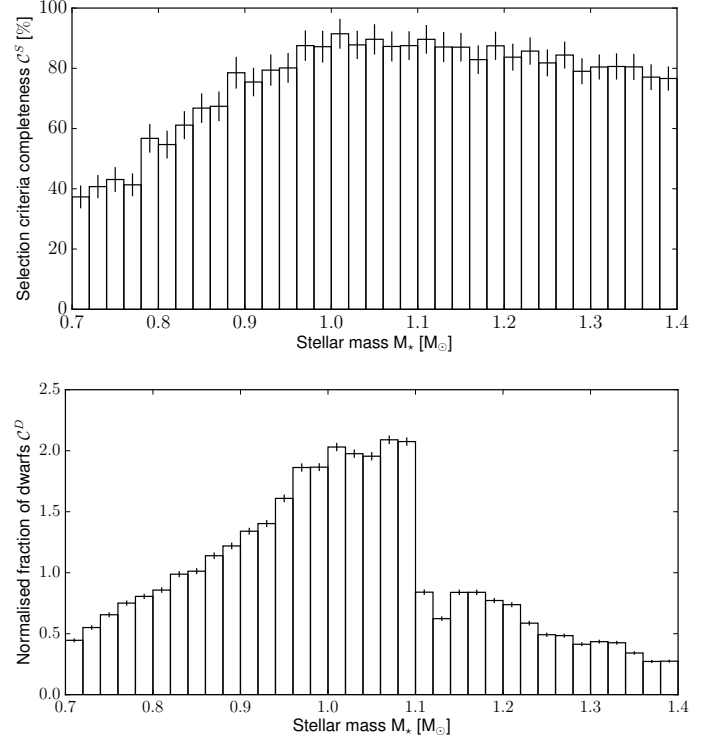 Selection criteria completeness 𝒞ˢ [%]
100
80
60
40
20
0
0.7 0.8 0.9 1.0 1.1 1.2 1.3 1.4
Stellar mass M⋆ [M⊙]
Normalised fraction of dwarfs 𝒞ᴰ
2.5
2.0
1.5
1.0
0.5
0.0
0.7 0.8 0.9 1.0 1.1 1.2 1.3 1.4
Stellar mass M⋆ [M⊙]